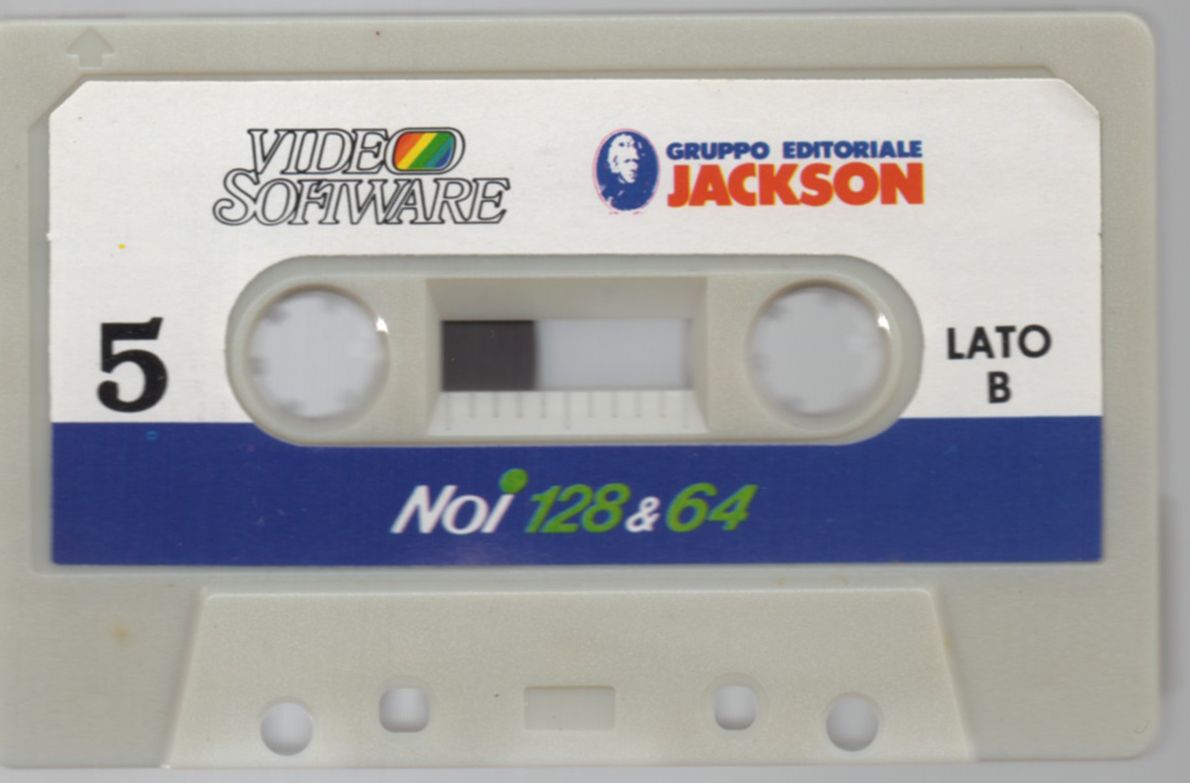 VIDEO
SOFTWARE
GRUPPO EDITORIALE
JACKSON
5
LATO
B
Noi 128 & 64